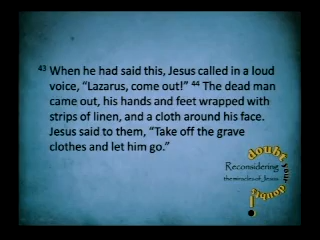 43 When he had said this, Jesus called in a loud
voice, “Lazarus, come out!” 44 The dead man
came out, his hands and feet wrapped with
strips of linen, and a cloth around his face.
Jesus said to them, “Take off the grave
clothes and let him go.”
doubt your doubts!
Reconsidering
the miracles of Jesus